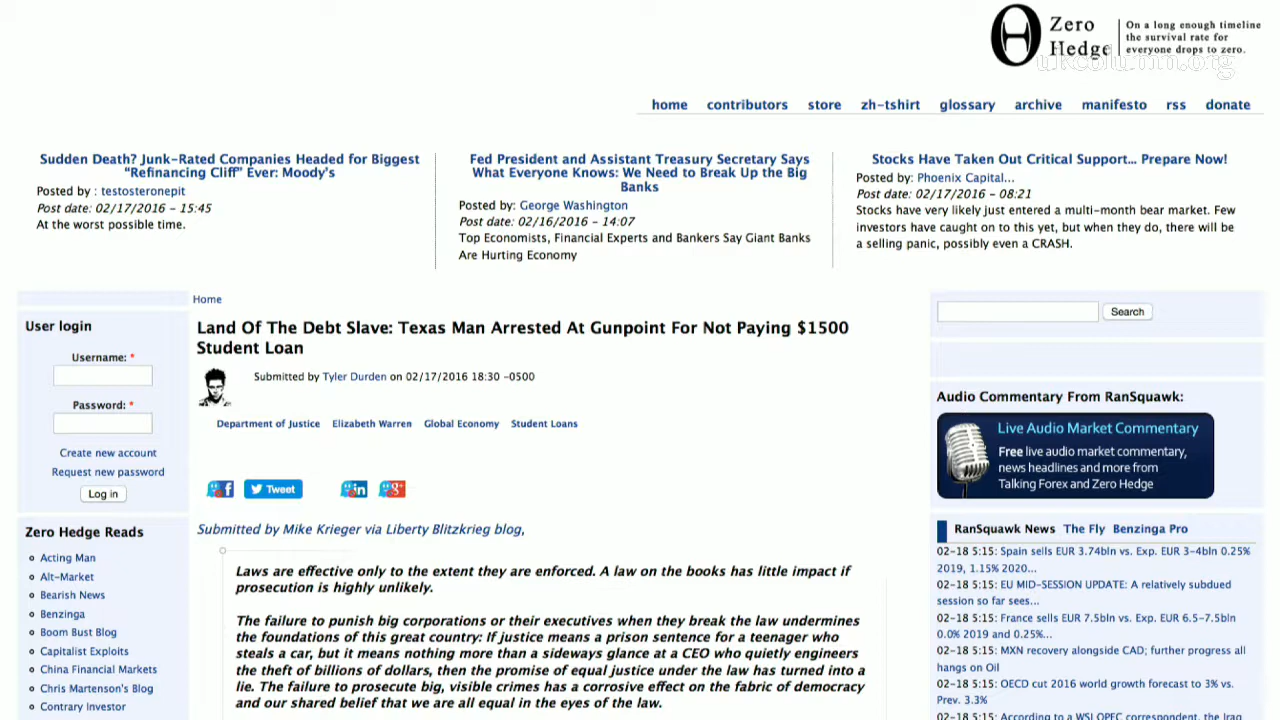 Zero
Hedge
On a long enough timeline
the survival rate for
everyone drops to zero.
ukcolumn.org
home contributors store zh-tshirt glossary archive manifesto rss donate
Sudden Death? Junk-Rated Companies Headed for Biggest
"Refinancing Cliff" Ever: Moody's
Posted by : testosteronepit
Post date: 02/17/2016 - 15:45
At the worst possible time.
Fed President and Assistant Treasury Secretary Says
What Everyone Knows: We Need to Break Up the Big
Banks
Posted by: George Washington
Post date: 02/16/2016 - 14:07
Top Economists, Financial Experts and Bankers Say Giant Banks
Are Hurting Economy
Stocks Have Taken Out Critical Support... Prepare Now!
Posted by: Phoenix Capital...
Post date: 02/17/2016 - 08:21
Stocks have very likely just entered a multi-month bear market. Few
investors have caught on to this yet, but when they do, there will be
a selling panic, possibly even a CRASH.
User login
Username: *
Password: *
Create new account
Request new password
Log in
Zero Hedge Reads
Acting Man
Alt-Market
Bearish News
Benzinga
Boom Bust Blog
Capitalist Exploits
China Financial Markets
Chris Martenson's Blog
Contrary Investor
Home
Land Of The Debt Slave: Texas Man Arrested At Gunpoint For Not Paying $1500
Student Loan
Submitted by Tyler Durden on 02/17/2016 18:30 -0500
Department of Justice Elizabeth Warren Global Economy Student Loans
f Tweet in g+
Submitted by Mike Krieger via Liberty Blitzkrieg blog,
Laws are effective only to the extent they are enforced. A law on the books has little impact if
prosecution is highly unlikely.
The failure to punish big corporations or their executives when they break the law undermines
the foundations of this great country: If justice means a prison sentence for a teenager who
steals a car, but it means nothing more than a sideways glance at a CEO who quietly engineers
the theft of billions of dollars, then the promise of equal justice under the law has turned into a
lie. The failure to prosecute big, visible crimes has a corrosive effect on the fabric of democracy
and our shared belief that we are all equal in the eyes of the law.
Search
Audio Commentary From RanSquawk:
Live Audio Market Commentary
Free live audio market commentary,
news headlines and more from
Talking Forex and Zero Hedge
RanSquawk News The Fly Benzinga Pro
02-18 5:15: Spain sells EUR 3.74bln vs. Exp. EUR 3-4bln 0.25%
2019, 1.15% 2020...
02-18 5:15: EU MID-SESSION UPDATE: A relatively subdued
session so far sees...
02-18 5:15: France sells EUR 7.5bln vs. Exp. EUR 6.5-7.5bln
0.0% 2019 and 0.25%...
02-18 5:15: MXN recovery alongside CAD; further progress all
hangs on Oil
02-18 5:15: OECD cut 2016 world growth forecast to 3% vs.
Prev. 3.3%
02-18 5:15: According to a WSJ OPEC correspondent, the Iraq